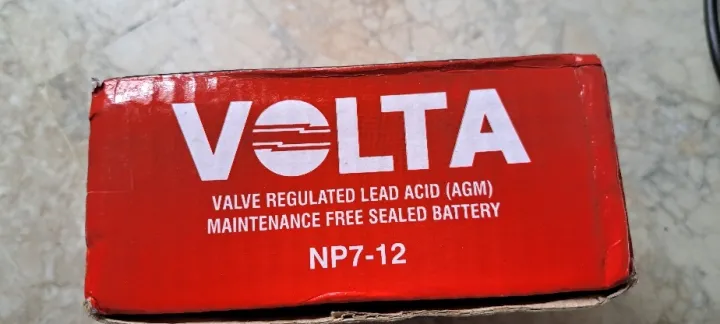 VOLTA
VALVE REGULATED LEAD ACID (AGM)
MAINTENANCE FREE SEALED BATTERY
NP7-12